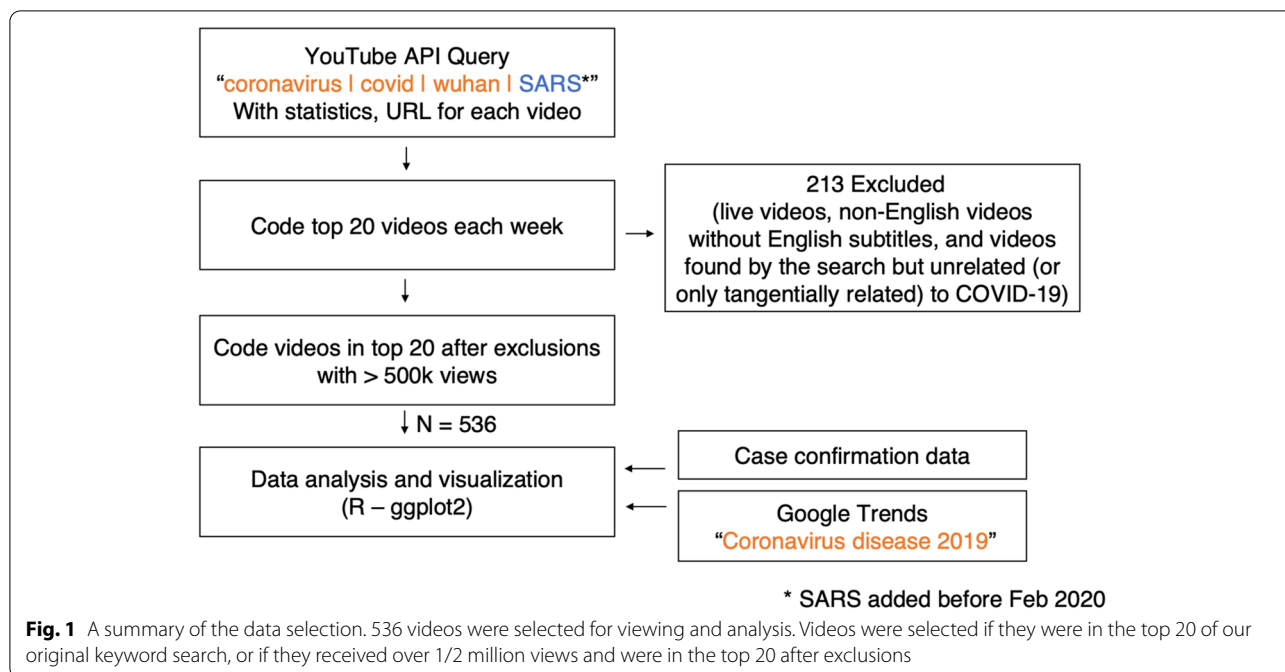 YouTube API Query
“coronavirus | covid | wuhan | SARS*”
With statistics, URL for each video
Code top 20 videos each week
213 Excluded
(live videos, non-English videos
without English subtitles, and videos
found by the search but unrelated (or
only tangentially related) to COVID-19)
Code videos in top 20 after exclusions
with > 500k views
N = 536
Data analysis and visualization
(R – ggplot2)
Case confirmation data
Google Trends
“Coronavirus disease 2019”
* SARS added before Feb 2020
Fig. 1 A summary of the data selection. 536 videos were selected for viewing and analysis. Videos were selected if they were in the top 20 of our
original keyword search, or if they received over 1/2 million views and were in the top 20 after exclusions